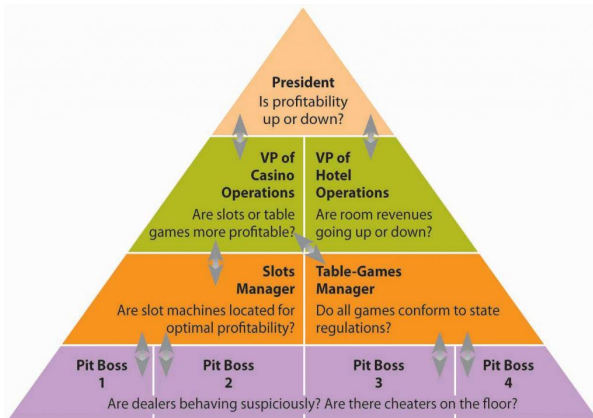 President
Is profitability
up or down?
VP of
Casino
Operations
Are slots or table
games more profitable?
VP of
Hotel
Operations
Are room revenues
going up or down?
Slots
Manager
Are slot machines located for
optimal profitability?
Table-Games
Manager
Do all games conform to state
regulations?
Pit Boss
1
Pit Boss
2
Pit Boss
3
Pit Boss
4
Are dealers behaving suspiciously? Are there cheaters on the floor?